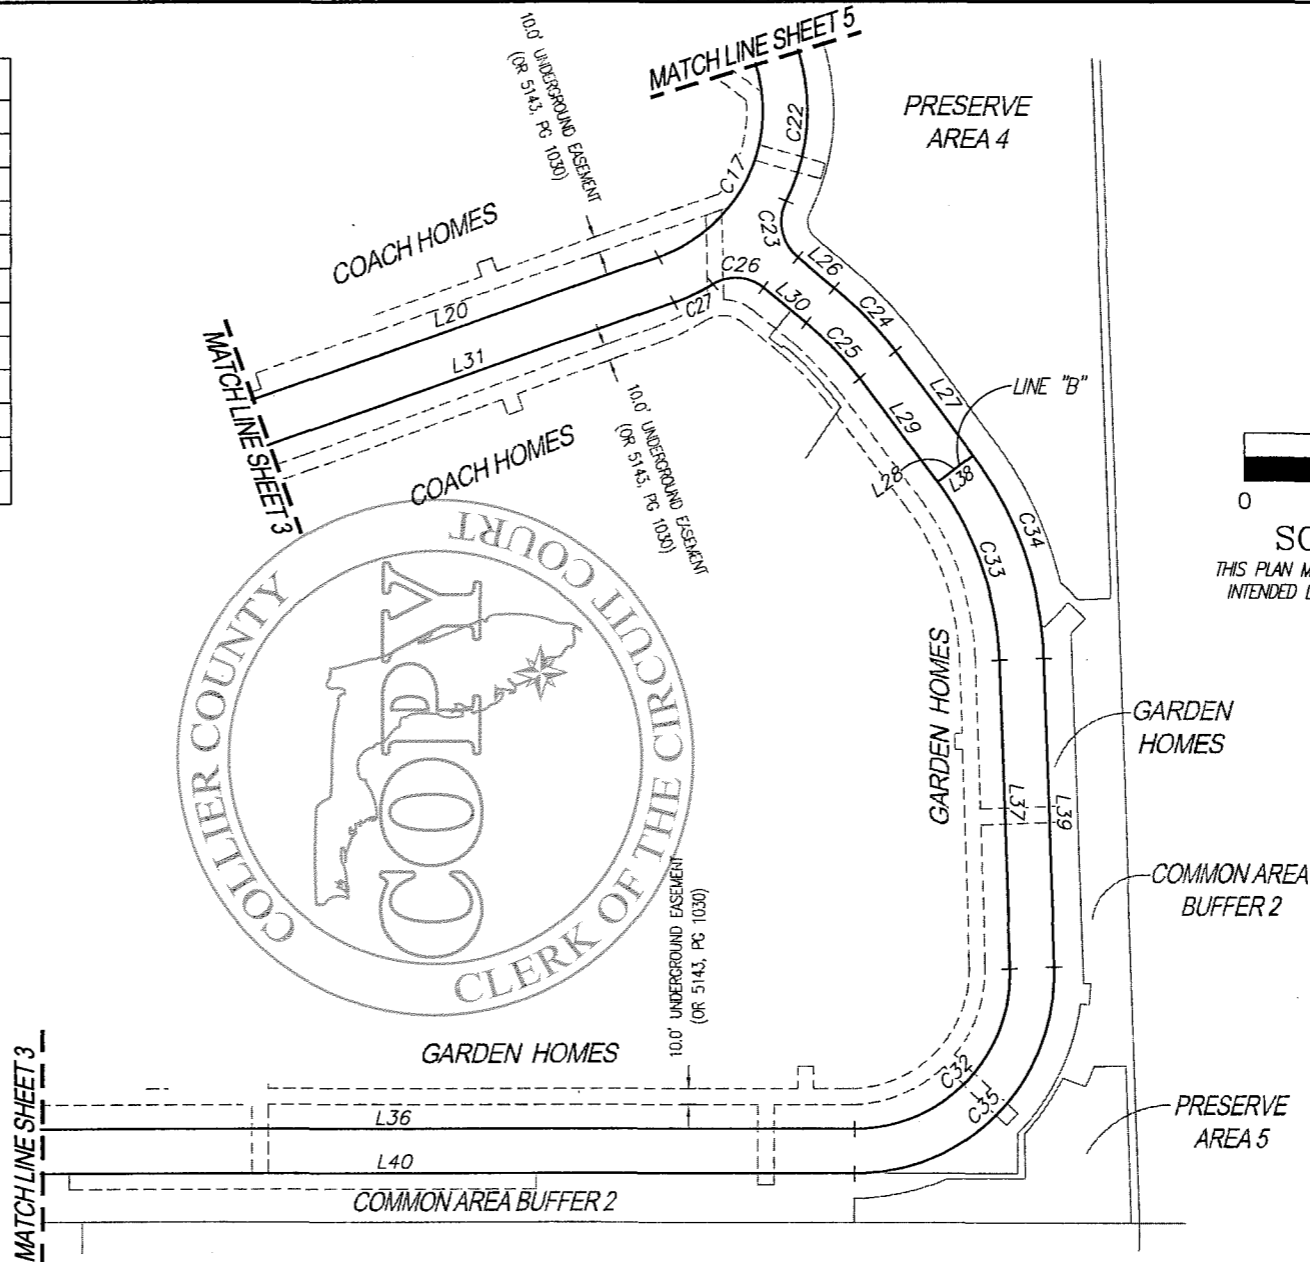 MATCH LINE SHEET 5
10.0' UNDERGROUND EASEMENT
(OR 5143, PG 1030)
PRESERVE
AREA 4
C22
C17
COACH HOMES
C23
L26
C26
L30
C27
C24
L20
C25
L31
MATCH LINE SHEET 3
L27
LINE "B"
L29
10.0' UNDERGROUND EASEMENT
(OR 5143, PG 1030)
COACH HOMES
L28
L38
0
C34
C33
SC
THIS PLAN M
INTENDED
COLLIER COUNTY
CLERK OF THE CIRCUIT COURT
COPY
GARDEN HOMES
GARDEN
HOMES
L37
L39
COMMON AREA
BUFFER 2
10.0' UNDERGROUND EASEMENT
(OR 5143, PG 1030)
GARDEN HOMES
C32
C35
PRESERVE
AREA 5
MATCH LINE SHEET 3
L36
L40
COMMON AREA BUFFER 2